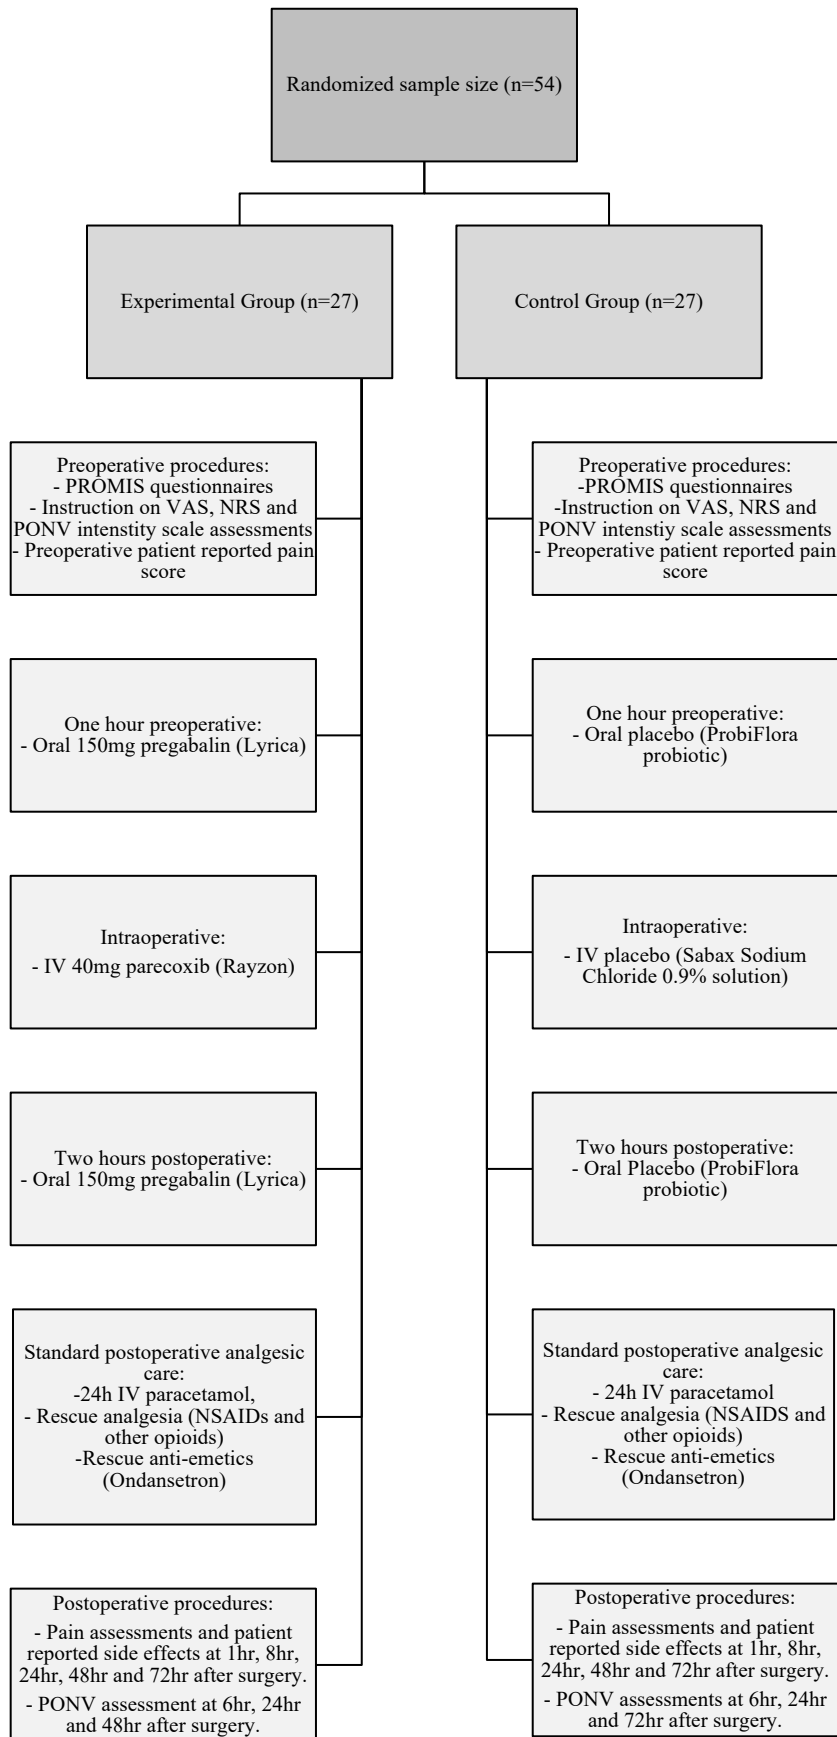 Randomized sample size (n=54)
Experimental Group (n=27)
Control Group (n=27)
Preoperative procedures:
- PROMIS questionnaires
- Instruction on VAS, NRS and
PONV intenstity scale assessments
- Preoperative patient reported pain
score
Preoperative procedures:
-PROMIS questionnaires
-Instruction on VAS, NRS and
PONV intenstiy scale assessments
- Preoperative patient reported pain
score
One hour preoperative:
- Oral 150mg pregabalin (Lyrica)
One hour preoperative:
- Oral placebo (ProbiFlora
probiotic)
Intraoperative:
- IV 40mg parecoxib (Rayzon)
Intraoperative:
- IV placebo (Sabax Sodium
Chloride 0.9% solution)
Two hours postoperative:
- Oral 150mg pregabalin (Lyrica)
Two hours postoperative:
- Oral Placebo (ProbiFlora
probiotic)
Standard postoperative analgesic
care:
-24h IV paracetamol,
- Rescue analgesia (NSAIDs and
other opioids)
-Rescue anti-emetics
(Ondansetron)
Standard postoperative analgesic
care:
- 24h IV paracetamol
- Rescue analgesia (NSAIDS and
other opioids)
- Rescue anti-emetics
(Ondansetron)
Postoperative procedures:
- Pain assessments and patient
reported side effects at 1hr, 8hr,
24hr, 48hr and 72hr after surgery.
- PONV assessment at 6hr, 24hr
and 48hr after surgery.
Postoperative procedures:
- Pain assessments and patient
reported side effects at 1hr, 8hr,
24hr, 48hr and 72hr after surgery.
- PONV assessments at 6hr, 24hr
and 72hr after surgery.